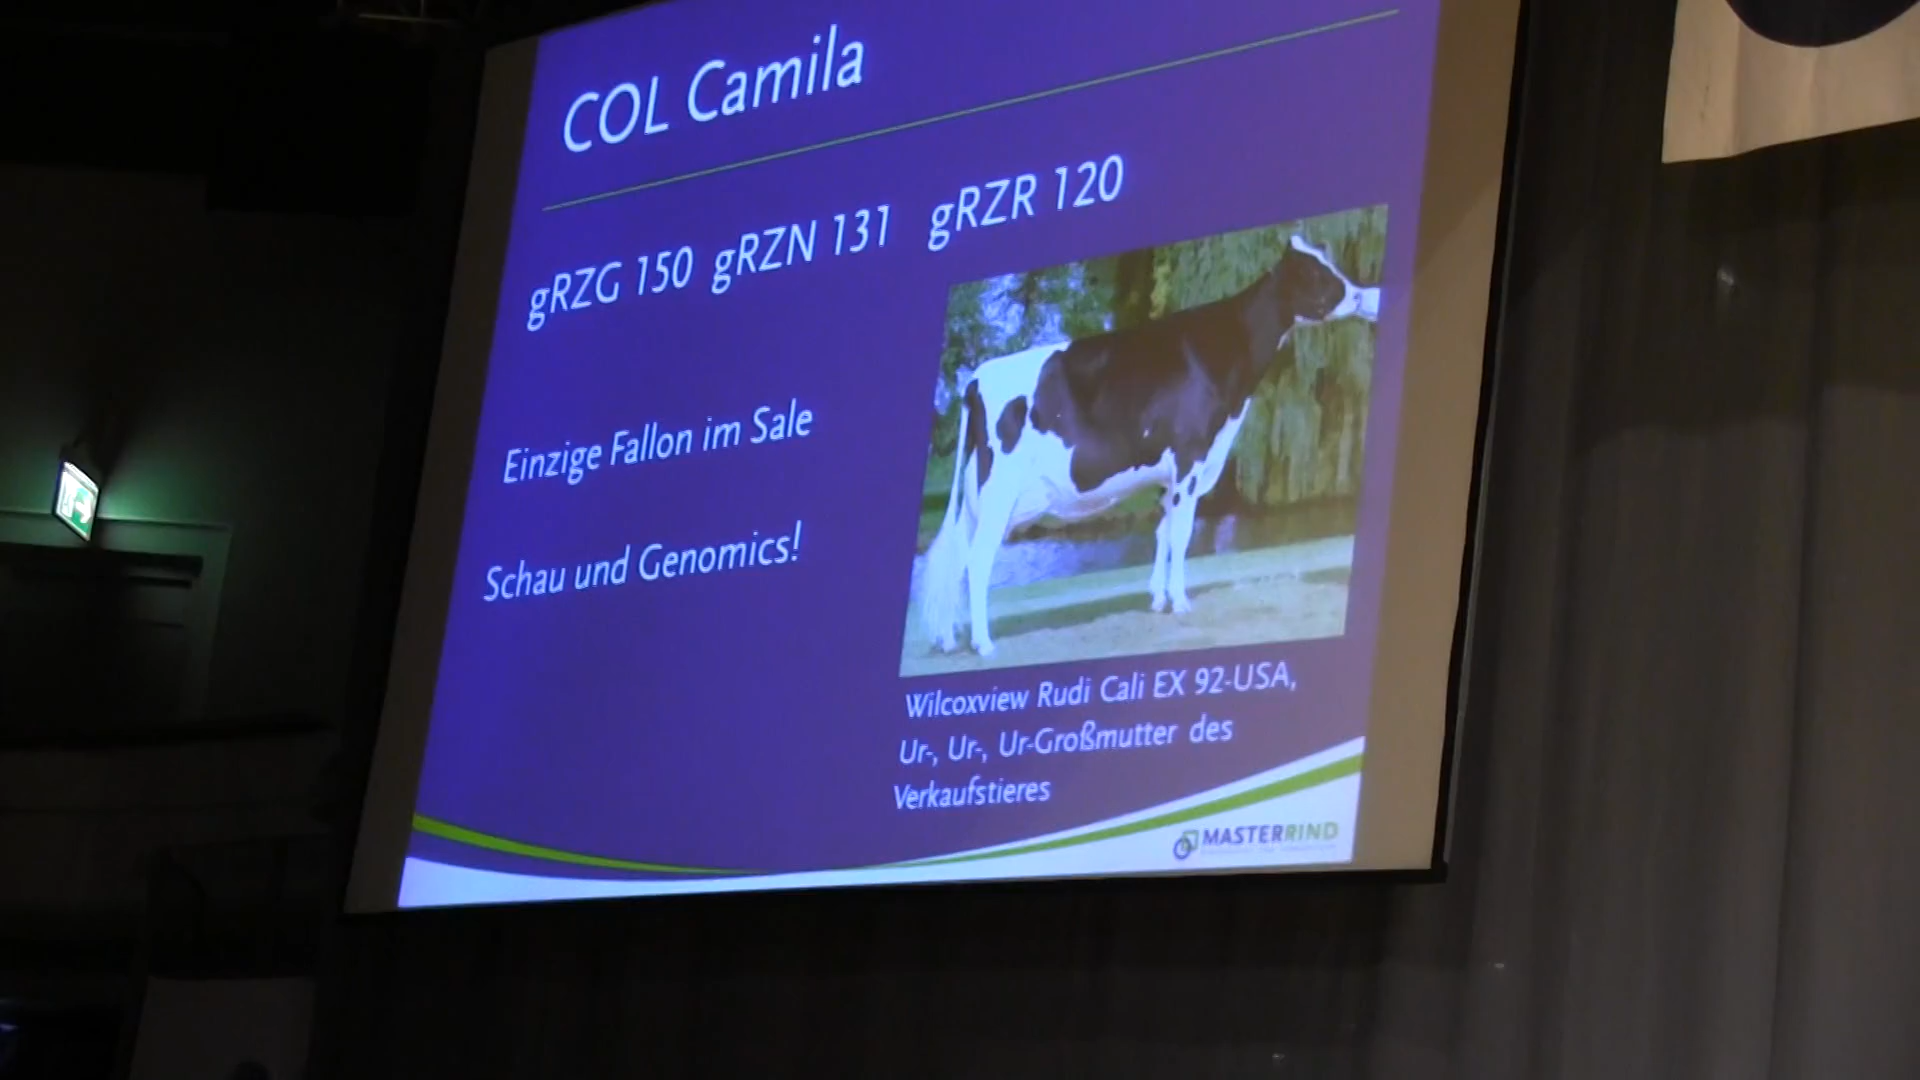 COL Camila
gRZG 150 gRZN 131 gRZR 120
Einzige Fallon im Sale
Schau und Genomics!
Wilcoxview Rudi Cali EX 92-USA,
Ur-, Ur-, Ur-Großmutter des
Verkaufstieres
MASTERRIND